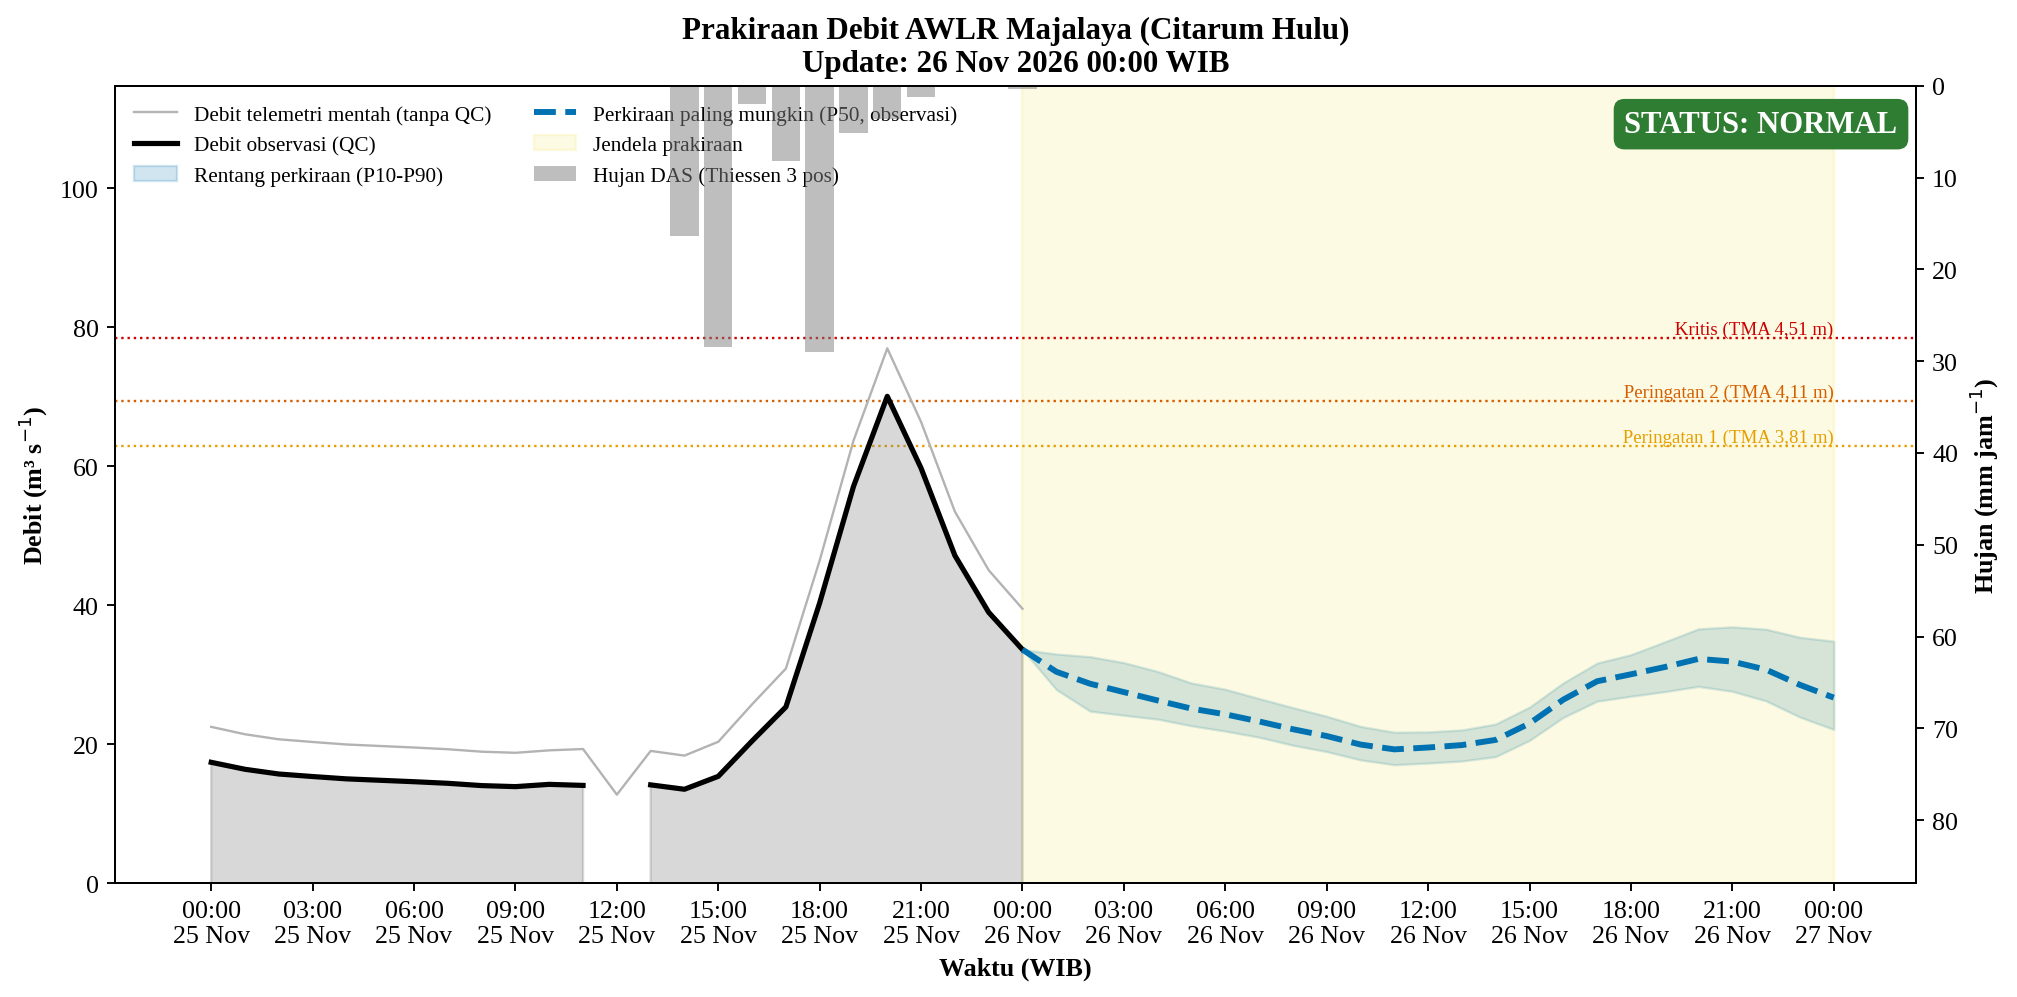 Prakiraan Debit AWLR Majalaya (Citarum Hulu)
Update: 26 Nov 2026 00:00 WIB
Debit telemetri mentah (tanpa QC)
Debit observasi (QC)
Rentang perkiraan (P10-P90)
Perkiraan paling mungkin (P50, observasi)
Jendela prakiraan
Hujan DAS (Thiessen 3 pos)
STATUS: NORMAL
Kritis (TMA 4,51 m)
Peringatan 2 (TMA 4,11 m)
Peringatan 1 (TMA 3,81 m)
Debit (m³ s⁻¹)
100
80
60
40
20
0
Hujan (mm jam⁻¹)
0
10
20
30
40
50
60
70
80
00:00 03:00 06:00 09:00 12:00 15:00 18:00 21:00 00:00 03:00 06:00 09:00 12:00 15:00 18:00 21:00 00:00
25 Nov 25 Nov 25 Nov 25 Nov 25 Nov 25 Nov 25 Nov 25 Nov 26 Nov 26 Nov 26 Nov 26 Nov 26 Nov 26 Nov 26 Nov 26 Nov 27 Nov
Waktu (WIB)